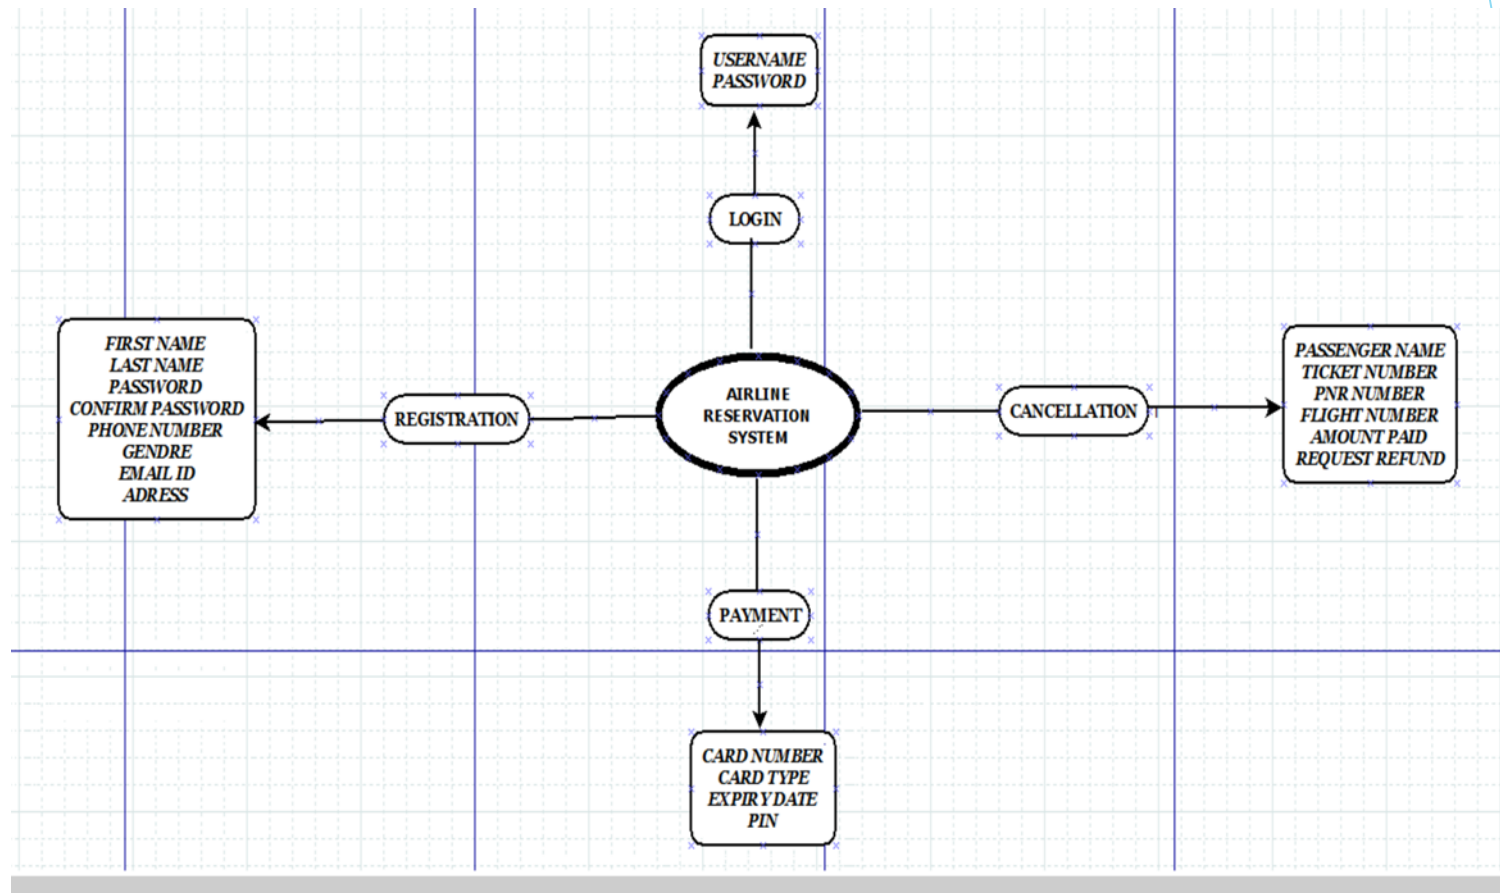 USERNAME
PASSWORD
LOGIN
FIRST NAME
LAST NAME
PASSWORD
CONFIRM PASSWORD
PHONE NUMBER
GENDRE
EMAIL ID
ADRESS
REGISTRATION
AIRLINE
RESERVATION
SYSTEM
CANCELLATION
PASSENGER NAME
TICKET NUMBER
PNR NUMBER
FLIGHT NUMBER
AMOUNT PAID
REQUEST REFUND
PAYMENT
CARD NUMBER
CARD TYPE
EXPIRY DATE
PIN